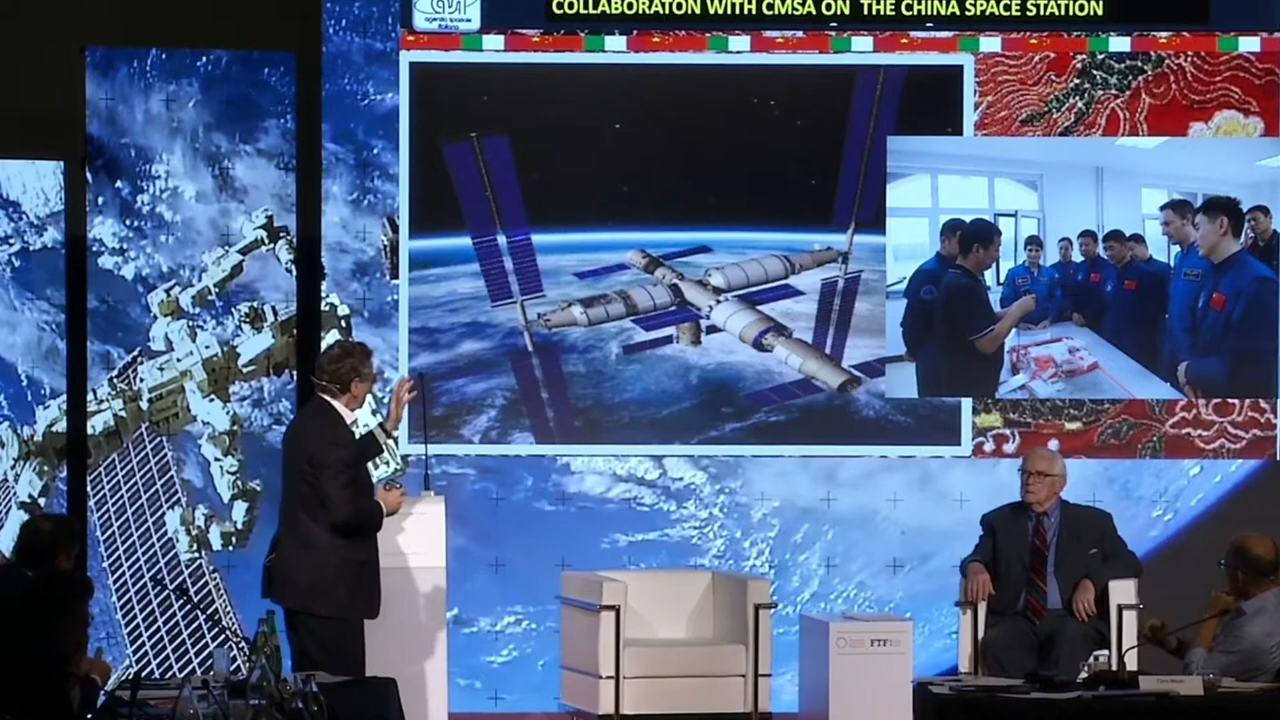 agenzia spaziale
italiana
COLLABORATON WITH CMSA ON THE CHINA SPACE STATION
FTF